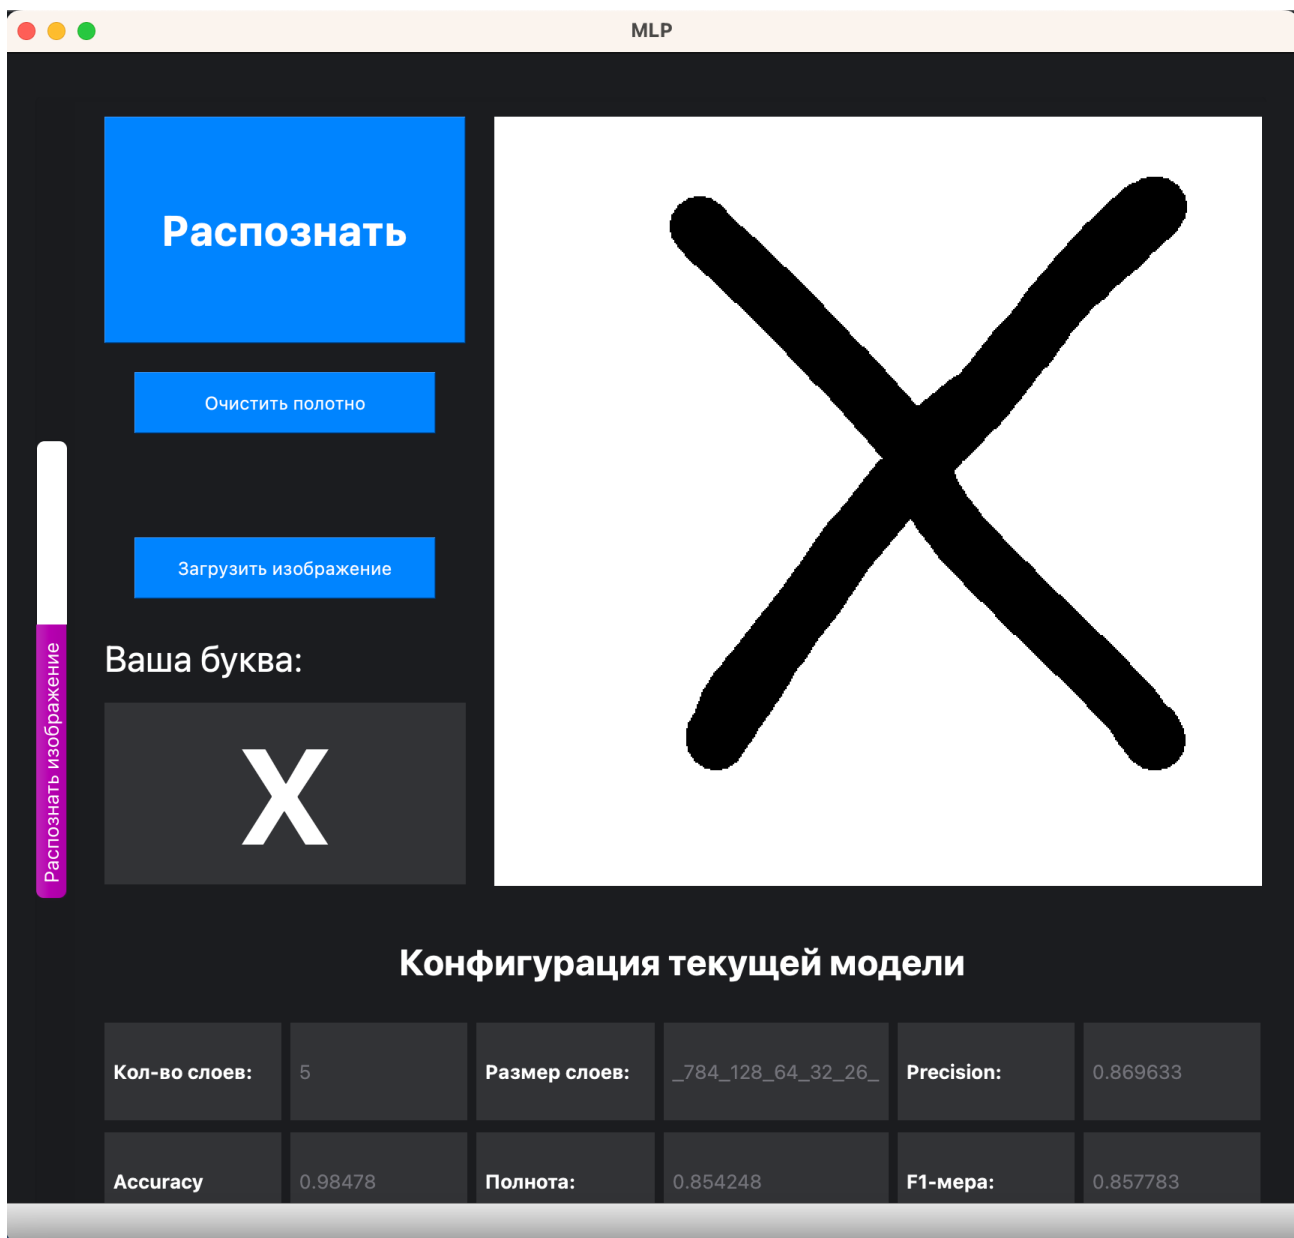 MLP
Распознать
Очистить полотно
Загрузить изображение
Распознать изображение
Ваша буква:
X
X
Конфигурация текущей модели
Кол-во слоев: 5 Размер слоев: _784_128_64_32_26_ Precision: 0.869633
Accuracy 0.98478 Полнота: 0.854248 F1-мера: 0.857783